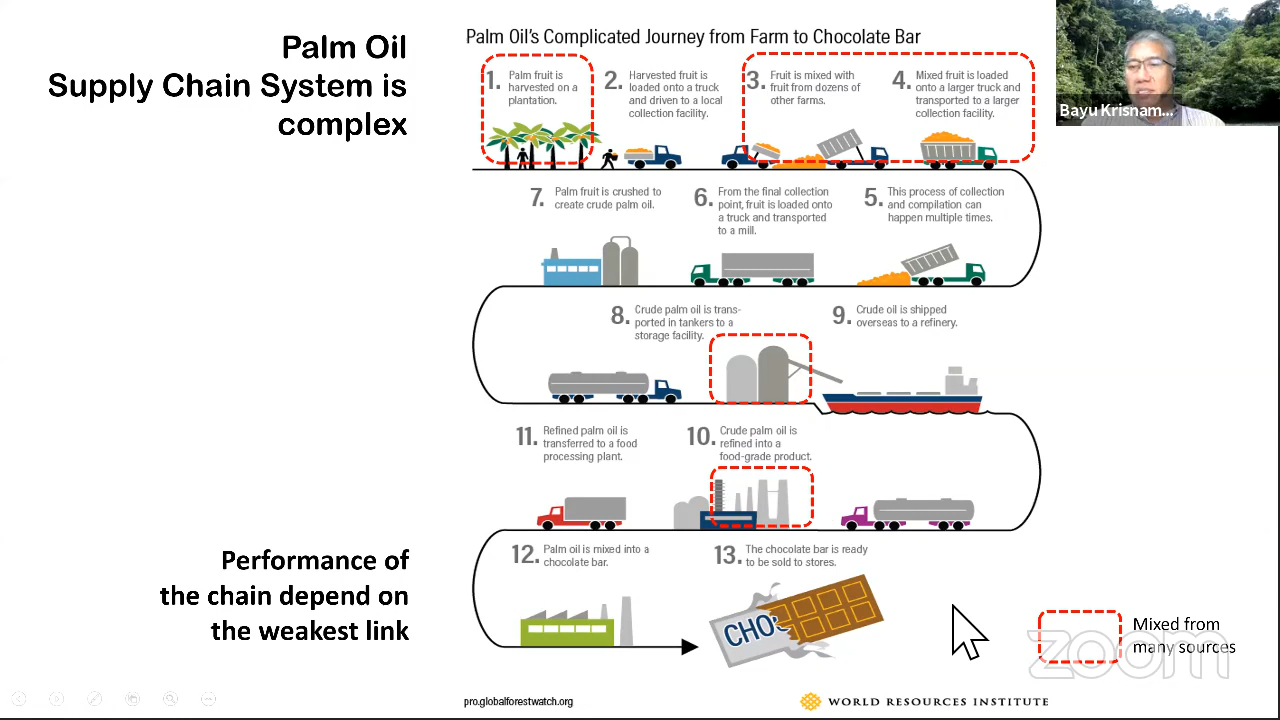 Palm Oil
Supply Chain System is
complex
Palm Oil's Complicated Journey from Farm to Chocolate Bar
Bayu Krisnam...
1. Palm fruit is
harvested on a
plantation.
2. Harvested fruit is
loaded onto a truck
and driven to a local
collection facility.
3. Fruit is mixed with
fruit from dozens of
other farms.
4. Mixed fruit is loaded
onto a larger truck and
transported to a larger
collection facility.
7. Palm fruit is crushed to
create crude palm oil.
6. From the final collection
point, fruit is loaded onto
a truck and transported
to a mill.
5. This process of collection
and compilation can
happen multiple times.
8. Crude palm oil is trans-
ported in tankers to a
storage facility.
9. Crude oil is shipped
overseas to a refinery.
11. Refined palm oil is
transferred to a food
processing plant.
10. Crude palm oil is
refined into a
food-grade product.
12. Palm oil is mixed into a
chocolate bar.
13. The chocolate bar is ready
to be sold to stores.
CHO
Performance of
the chain depend on
the weakest link
Mixed from
many sources
zoom
pro.globalforestwatch.org
WORLD RESOURCES INSTITUTE